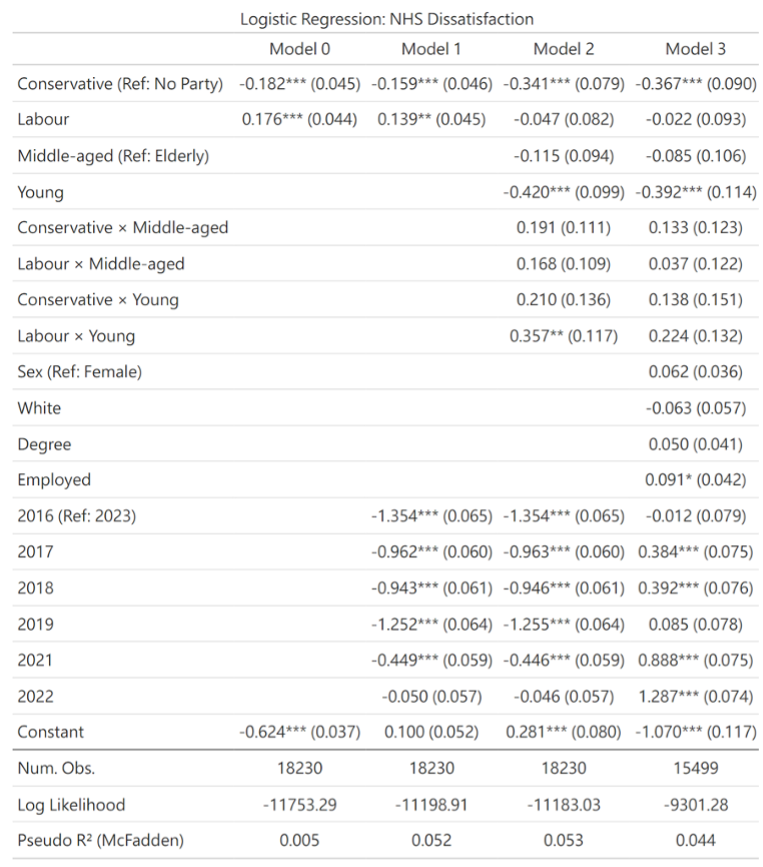 Logistic Regression: NHS Dissatisfaction
Model 0 Model 1 Model 2 Model 3
Conservative (Ref: No Party) -0.182*** (0.045) -0.159*** (0.046) -0.341*** (0.079) -0.367*** (0.090)
Labour 0.176*** (0.044) 0.139** (0.045) -0.047 (0.082) -0.022 (0.093)
Middle-aged (Ref: Elderly) -0.115 (0.094) -0.085 (0.106)
Young -0.420*** (0.099) -0.392*** (0.114)
Conservative × Middle-aged 0.191 (0.111) 0.133 (0.123)
Labour × Middle-aged 0.168 (0.109) 0.037 (0.122)
Conservative × Young 0.210 (0.136) 0.138 (0.151)
Labour × Young 0.357** (0.117) 0.224 (0.132)
Sex (Ref: Female) 0.062 (0.036)
White -0.063 (0.057)
Degree 0.050 (0.041)
Employed 0.091* (0.042)
2016 (Ref: 2023) -1.354*** (0.065) -1.354*** (0.065) -0.012 (0.079)
2017 -0.962*** (0.060) -0.963*** (0.060) 0.384*** (0.075)
2018 -0.943*** (0.061) -0.946*** (0.061) 0.392*** (0.076)
2019 -1.252*** (0.064) -1.255*** (0.064) 0.085 (0.078)
2021 -0.449*** (0.059) -0.446*** (0.059) 0.888*** (0.075)
2022 -0.050 (0.057) -0.046 (0.057) 1.287*** (0.074)
Constant -0.624*** (0.037) 0.100 (0.052) 0.281*** (0.080) -1.070*** (0.117)
Num. Obs. 18230 18230 18230 15499
Log Likelihood -11753.29 -11198.91 -11183.03 -9301.28
Pseudo R² (McFadden) 0.005 0.052 0.053 0.044